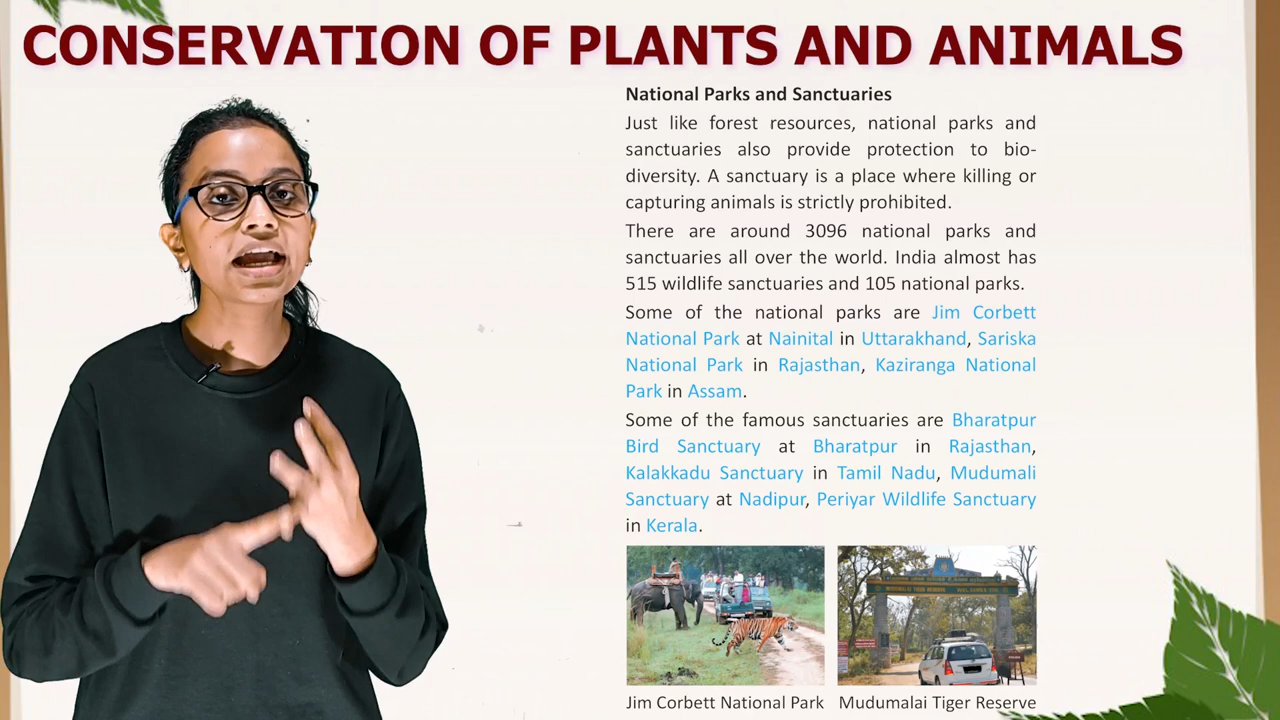 CONSERVATION OF PLANTS AND ANIMALS
National Parks and Sanctuaries
Just like forest resources, national parks and
sanctuaries also provide protection to bio-
diversity. A sanctuary is a place where killing or
capturing animals is strictly prohibited.
There are around 3096 national parks and
sanctuaries all over the world. India almost has
515 wildlife sanctuaries and 105 national parks.
Some of the national parks are Jim Corbett
National Park at Nainital in Uttarakhand, Sariska
National Park in Rajasthan, Kaziranga National
Park in Assam.
Some of the famous sanctuaries are Bharatpur
Bird Sanctuary at Bharatpur in Rajasthan,
Kalakkadu Sanctuary in Tamil Nadu, Mudumali
Sanctuary at Nadipur, Periyar Wildlife Sanctuary
in Kerala.
Jim Corbett National Park
Mudumalai Tiger Reserve